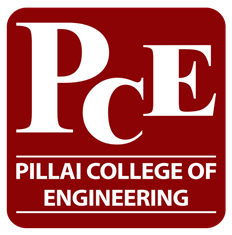 PCE
PILLAI COLLEGE OF
ENGINEERING